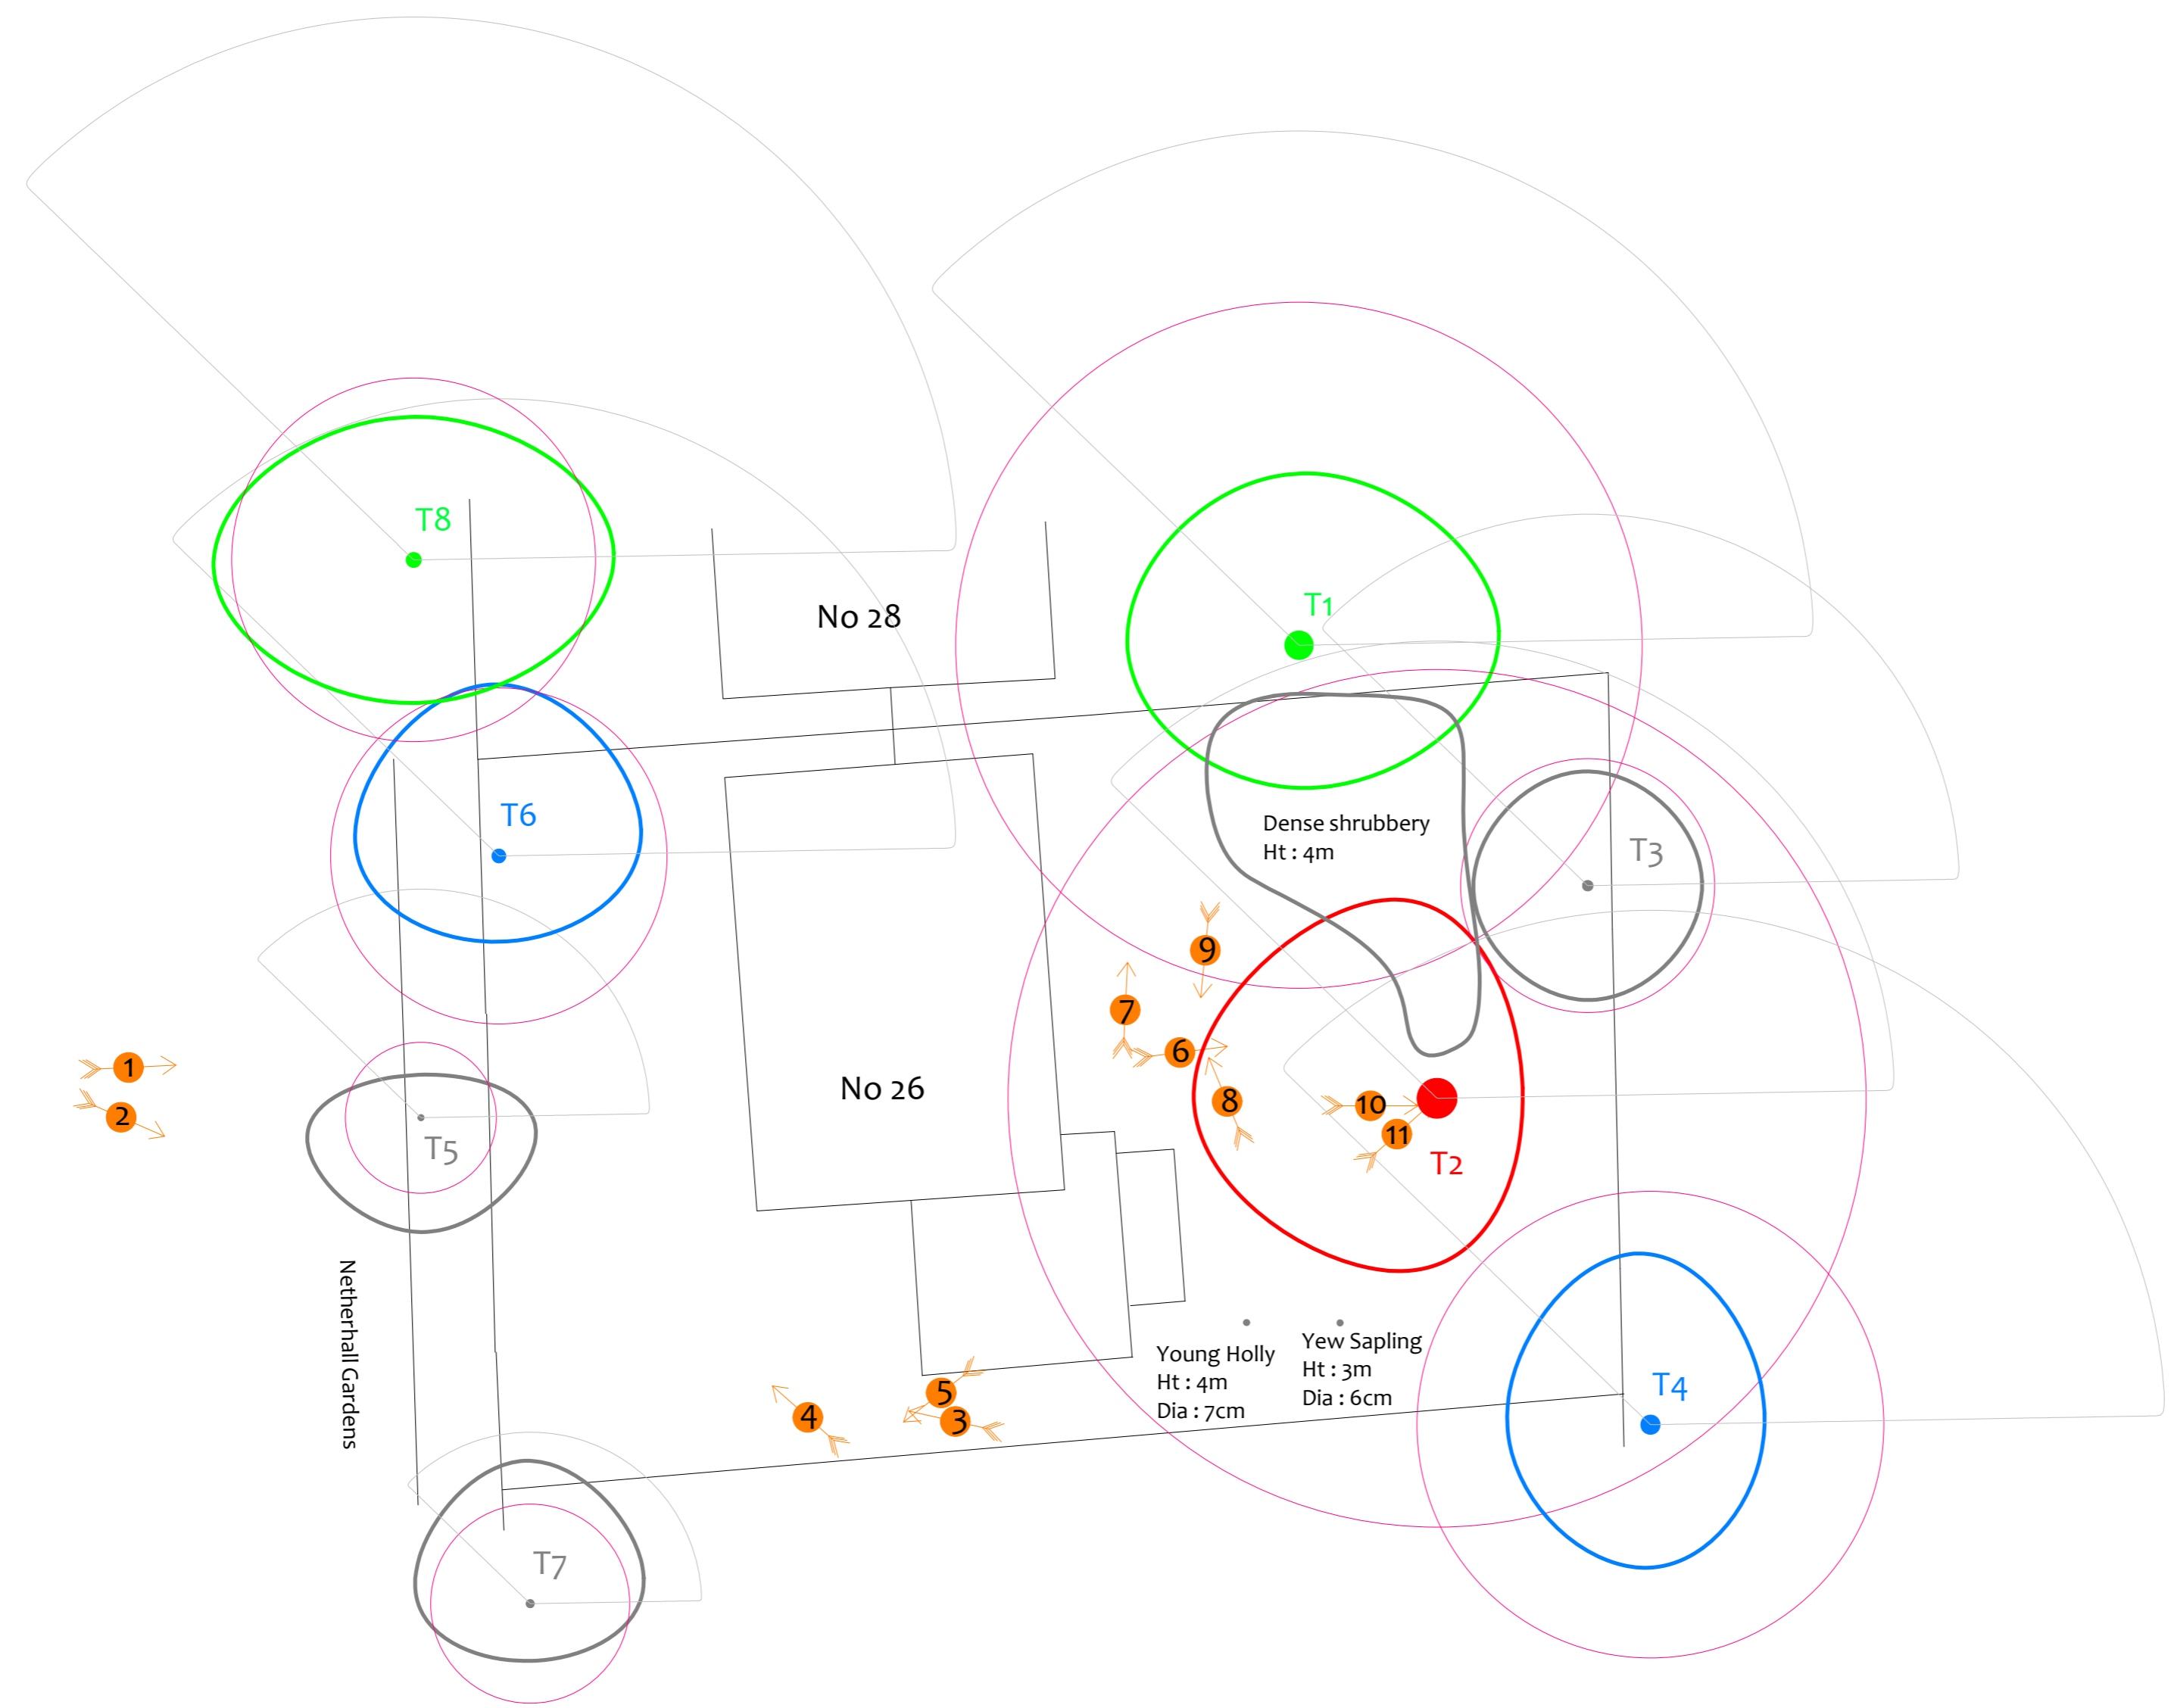 T8
T1
No 28
T6
Dense shrubbery
Ht : 4m
T3
9
7
6
1
2
No 26
8
10
11
T5
T2
Netherhall Gardens
Young Holly
Ht : 4m
Dia : 7cm
Yew Sapling
Ht : 3m
Dia : 6cm
T4
5
4
3
T7